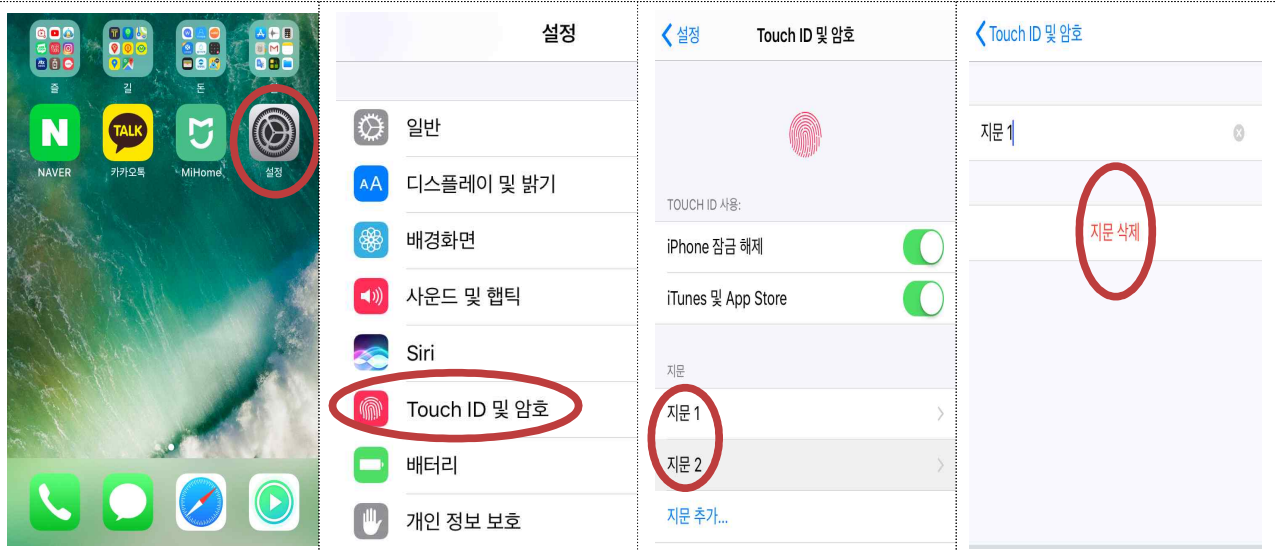 즐
길
돈
N
TALK
NAVER
카카오톡
MiHome
설정
설정
일반
AA
디스플레이 및 밝기
배경화면
사운드 및 햅틱
Siri
Touch ID 및 암호
배터리
개인 정보 보호
설정
Touch ID 및 암호
TOUCH ID 사용:
iPhone 잠금 해제
iTunes 및 App Store
지문
지문 1
지문 2
지문 추가...
Touch ID 및 암호
지문 1
지문 삭제